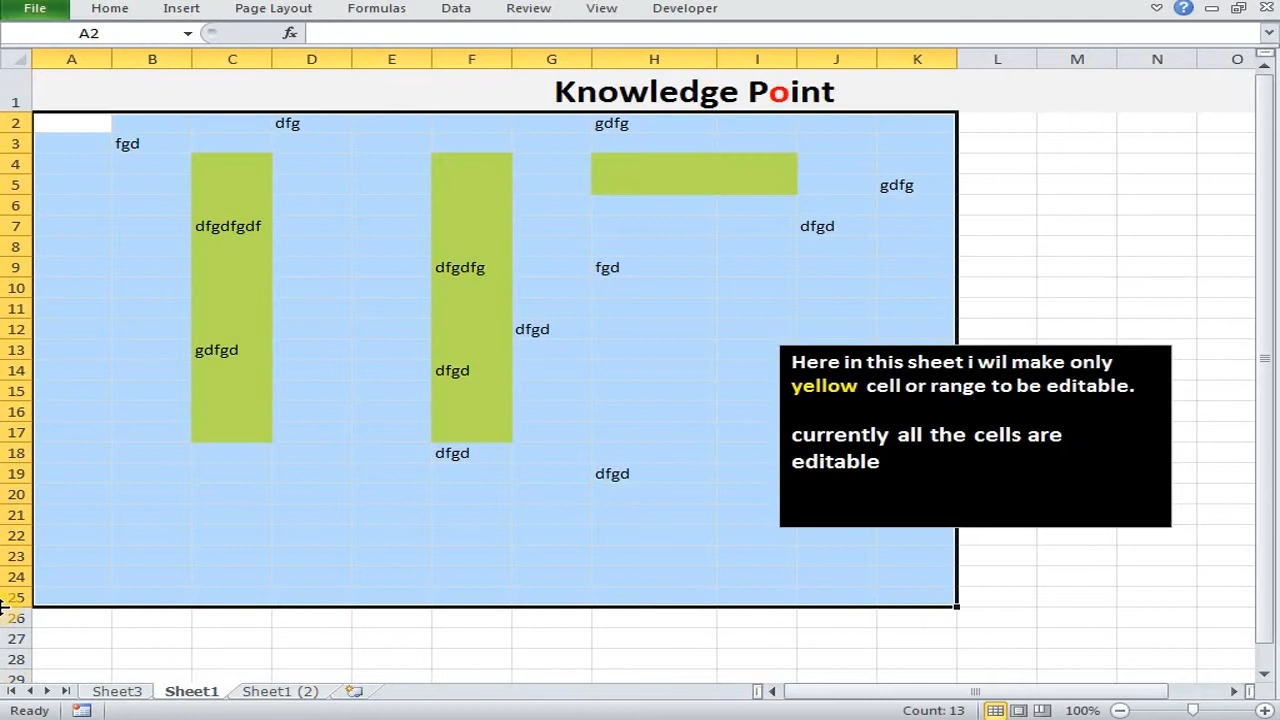 File Home Insert Page Layout Formulas Data Review View Developer
A2 fx
A B C D E F G H I J K L M N O
1 Knowledge Point
2 dfg gdfg
3 fgd
4
5 gdfg
6
7 dfgdfgdf dfgd
8
9 dfgdfg fgd
10
11
12 dfgd
13 gdfgd
14 dfgd
15
16
17
18 dfgd
19 dfgd
20
21
22
23
24
25
26
27
28
29
Here in this sheet i wil make only
yellow cell or range to be editable.
currently all the cells are
editable
Sheet3 Sheet1 Sheet1 (2)
Ready Count: 13 100%